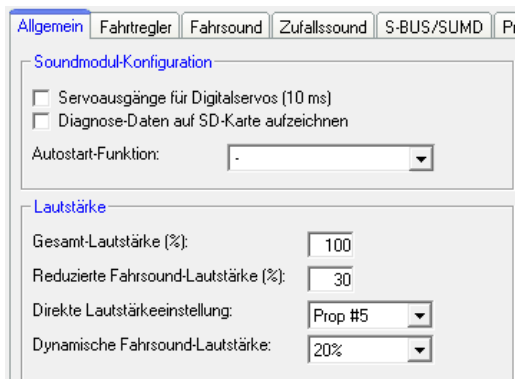 Allgemein Fahrtregler Fahrsound Zufallssound S-BUS/SUMD
Soundmodul-Konfiguration
Servoausgänge für Digitalservos (10 ms)
Diagnose-Daten auf SD-Karte aufzeichnen
Autostart-Funktion: -
Lautstärke
Gesamt-Lautstärke (%): 100
Reduzierte Fahrsound-Lautstärke (%): 30
Direkte Lautstärkeeinstellung: Prop #5
Dynamische Fahrsound-Lautstärke: 20%